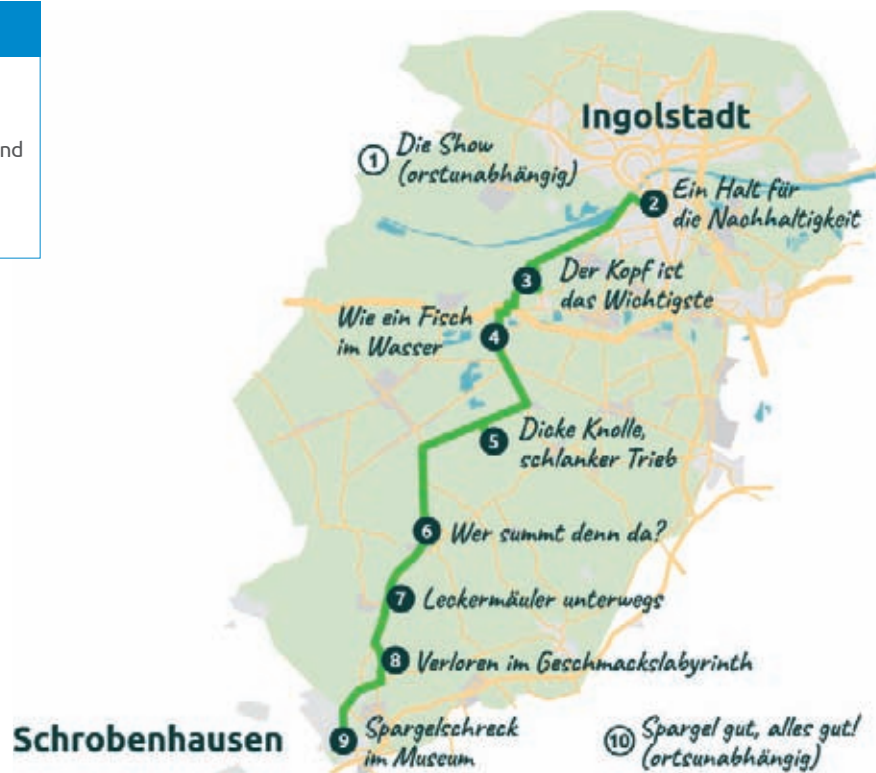 nd
Ingolstadt
1 Die Show
(orstunabhängig)
2 Ein Halt für
die Nachhaltigkeit
3 Der Kopf ist
das Wichtigste
Wie ein Fisch
im Wasser 4
5 Dicke Knolle,
schlanker Trieb
6 Wer summt denn da?
7 Leckermäuler unterwegs
8 Verloren im Geschmackslabyrinth
Schrobenhausen
9 Spargelschreck
im Museum
10 Spargel gut, alles gut!
(ortsunabhängig)